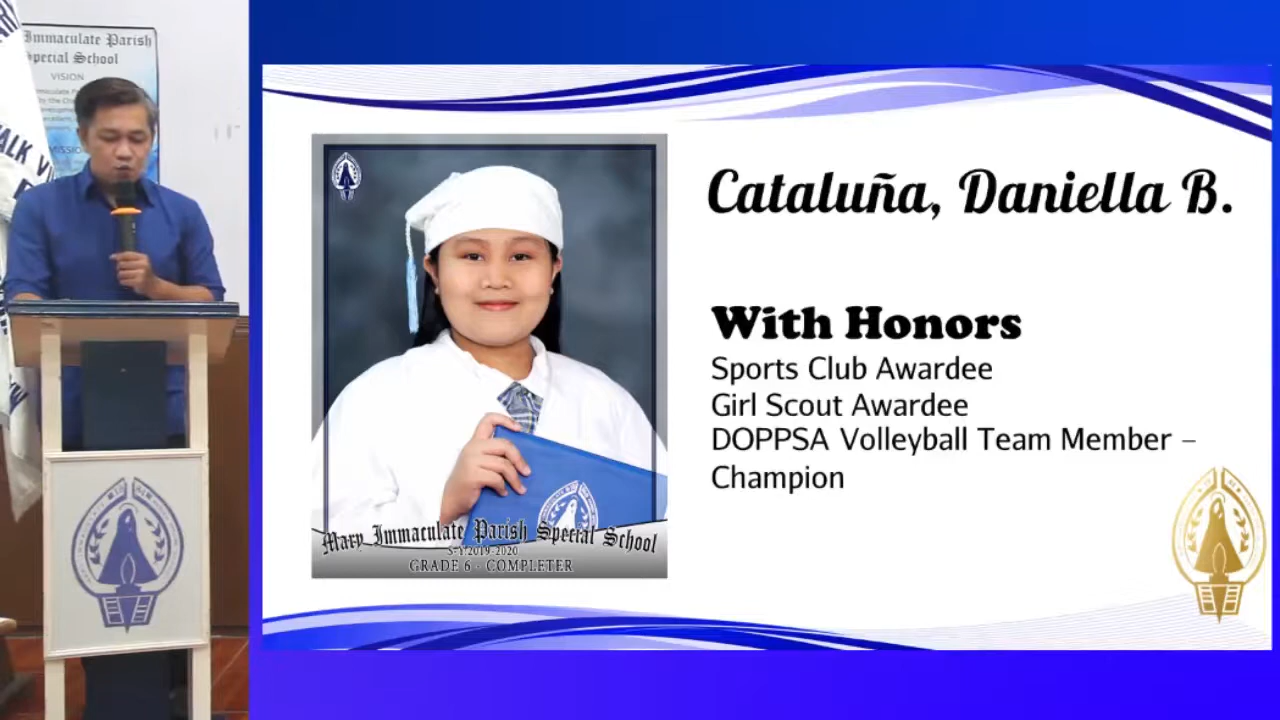 Immaculate Parish
Special School
VISION
Cataluña, Daniella B.
With Honors
Sports Club Awardee
Girl Scout Awardee
DOPPSA Volleyball Team Member –
Champion
Mary Immaculate Parish Special School
S-Y 2019-2020
GRADE 6 - COMPLETER